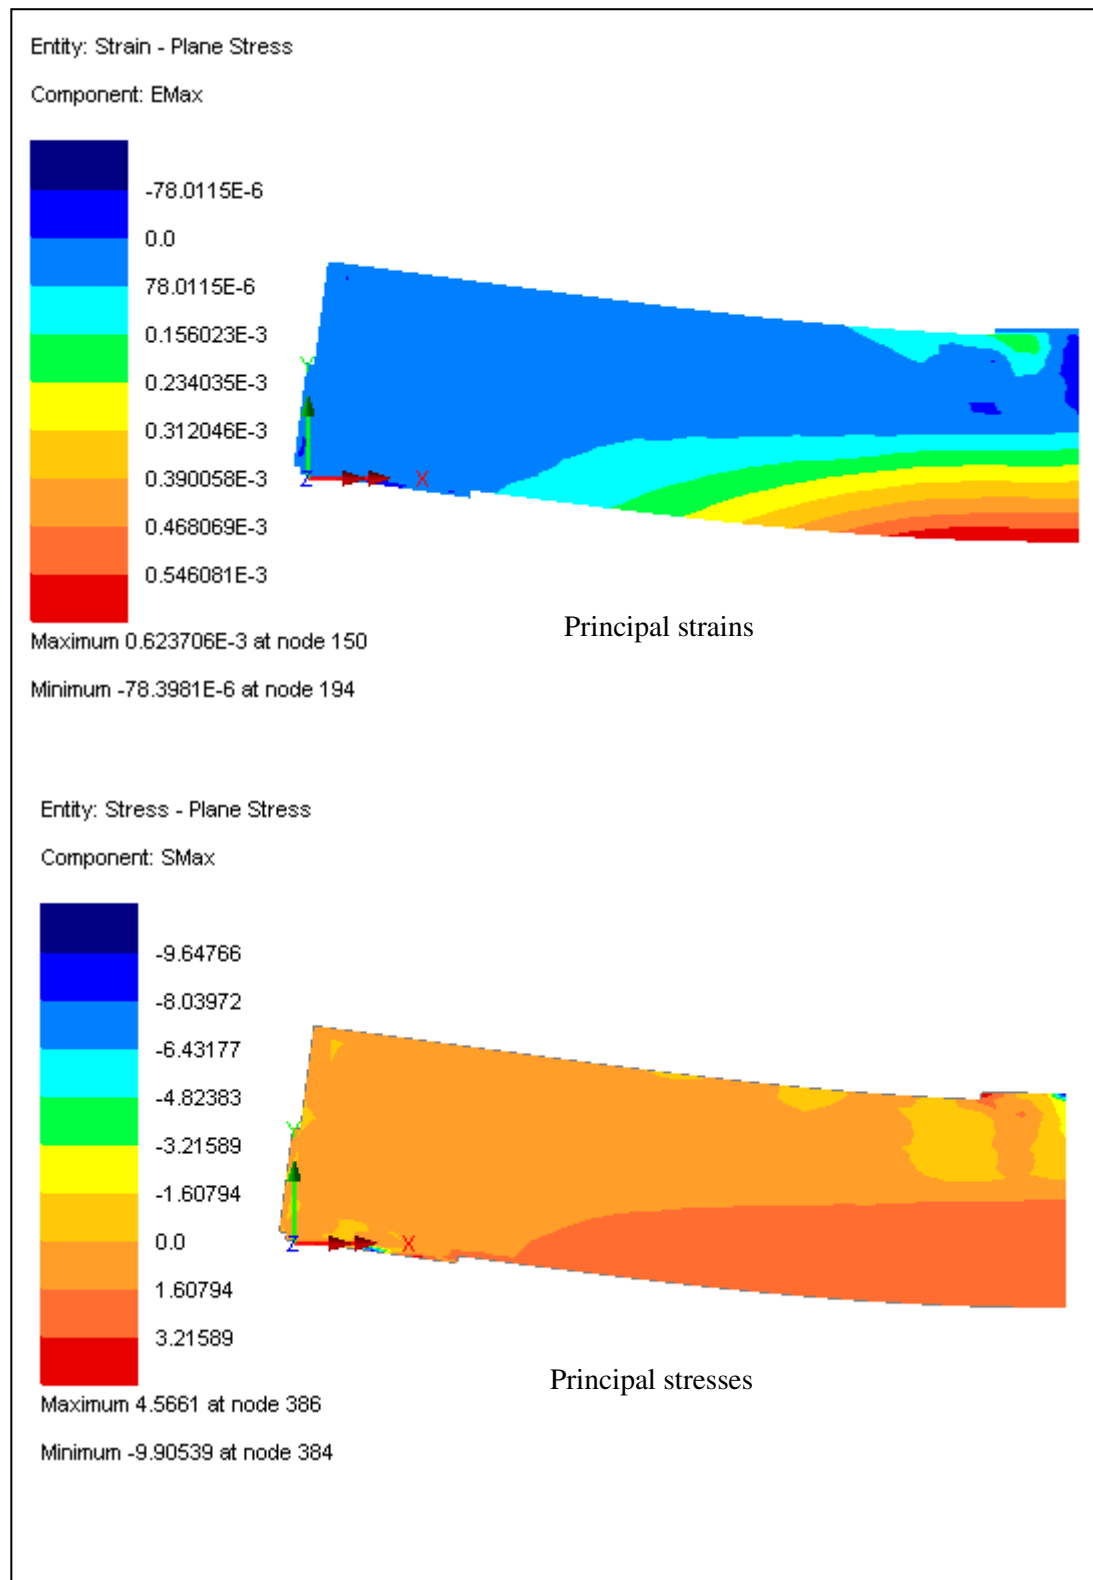 Entity: Strain - Plane Stress
Component: EMax
-78.0115E-6
0.0
78.0115E-6
0.156023E-3
0.234035E-3
0.312046E-3
0.390058E-3
0.468069E-3
0.546081E-3
Y
Z
X
Principal strains
Maximum 0.623706E-3 at node 150
Minimum -78.3981E-6 at node 194
Entity: Stress - Plane Stress
Component: SMax
-9.64766
-8.03972
-6.43177
-4.82383
-3.21589
-1.60794
0.0
1.60794
3.21589
Y
Z
X
Principal stresses
Maximum 4.5661 at node 386
Minimum -9.90539 at node 384